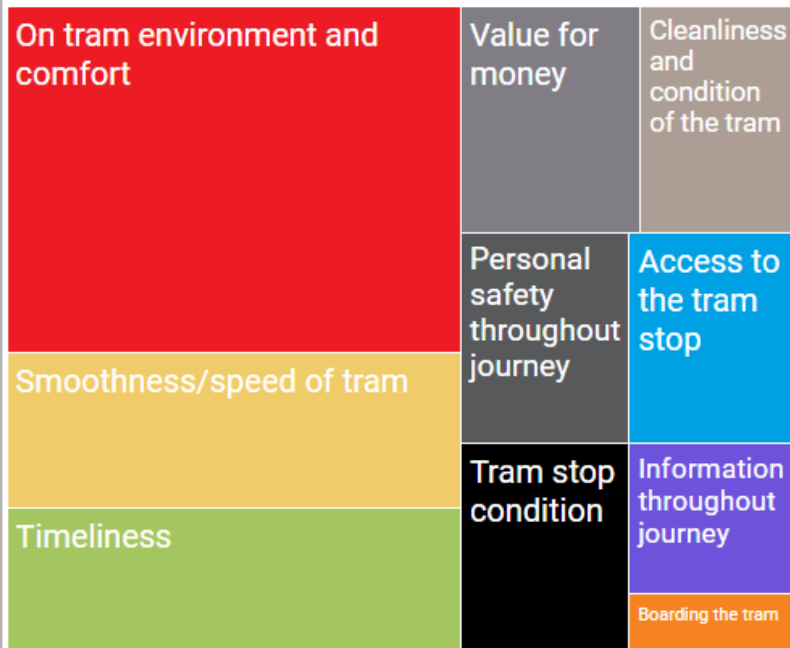 On tram environment and
comfort
Smoothness/speed of tram
Timeliness
Value for
money
Cleanliness
and
condition
of the tram
Personal
safety
throughout
journey
Access to
the tram
stop
Tram stop
condition
Information
throughout
journey
Boarding the tram